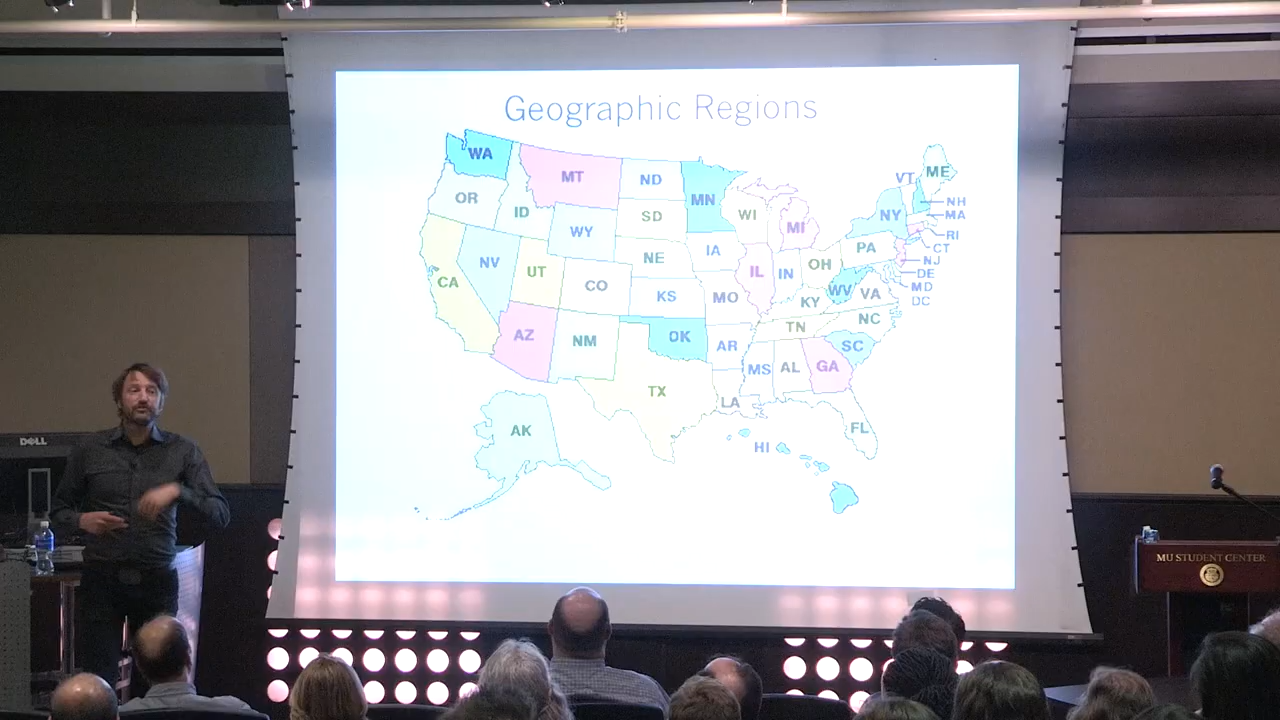 Geographic Regions
WA
MT
ND
MN
VT
ME
OR
ID
SD
WI
MI
NY
NH
MA
WY
RI
NV
UT
NE
IA
PA
CT
CA
CO
IL
IN
OH
NJ
DE
KS
MO
WV
VA
MD
KY
DC
AZ
NM
OK
TN
NC
AR
SC
TX
MS
AL
GA
LA
AK
FL
HI
DELL
MU STUDENT CENTER